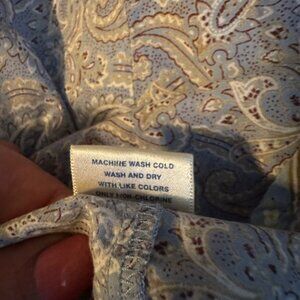 MACHINE WASH COLD
WASH AND DRY
WITH LIKE COLORS
ONLY NON-CHLORINE